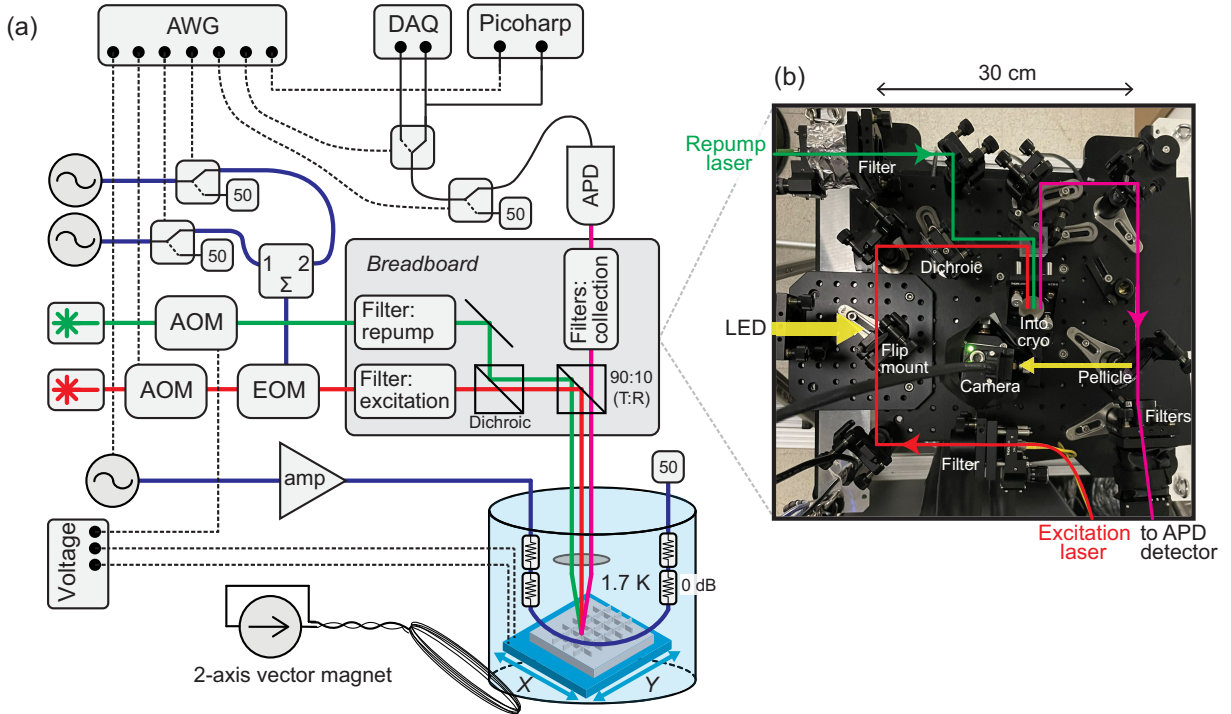 (a)
AWG
DAQ
Picoharp
APD
50
50
50
1 2
Σ
Breadboard
Filter:
repump
Filters:
collection
AOM
AOM
EOM
Filter:
excitation
Dichroic
90:10
(T:R)
amp
50
Voltage
1.7 K
0 dB
X
Y
2-axis vector magnet
(b)
30 cm
Repump
laser
Filter
Dichroic
LED
Flip
mount
Into
cryo
Camera
Pellicle
Filters
Filter
Excitation
laser
to APD
detector